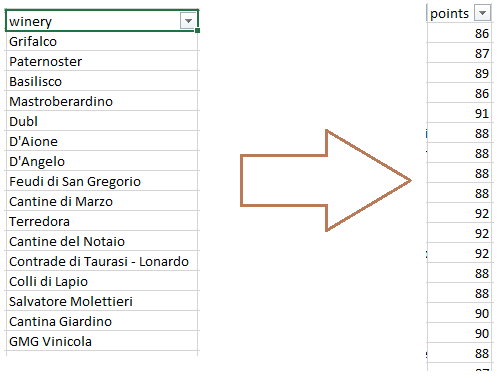 winery
Grifalco
Paternoster
Basilisco
Mastroberardino
Dubl
D'Aione
D'Angelo
Feudi di San Gregorio
Cantine di Marzo
Terredora
Cantine del Notaio
Contrade di Taurasi - Lonardo
Colli di Lapio
Salvatore Molettieri
Cantina Giardino
GMG Vinicola
points
86
87
89
86
91
88
88
88
88
92
92
92
88
88
90
90
88